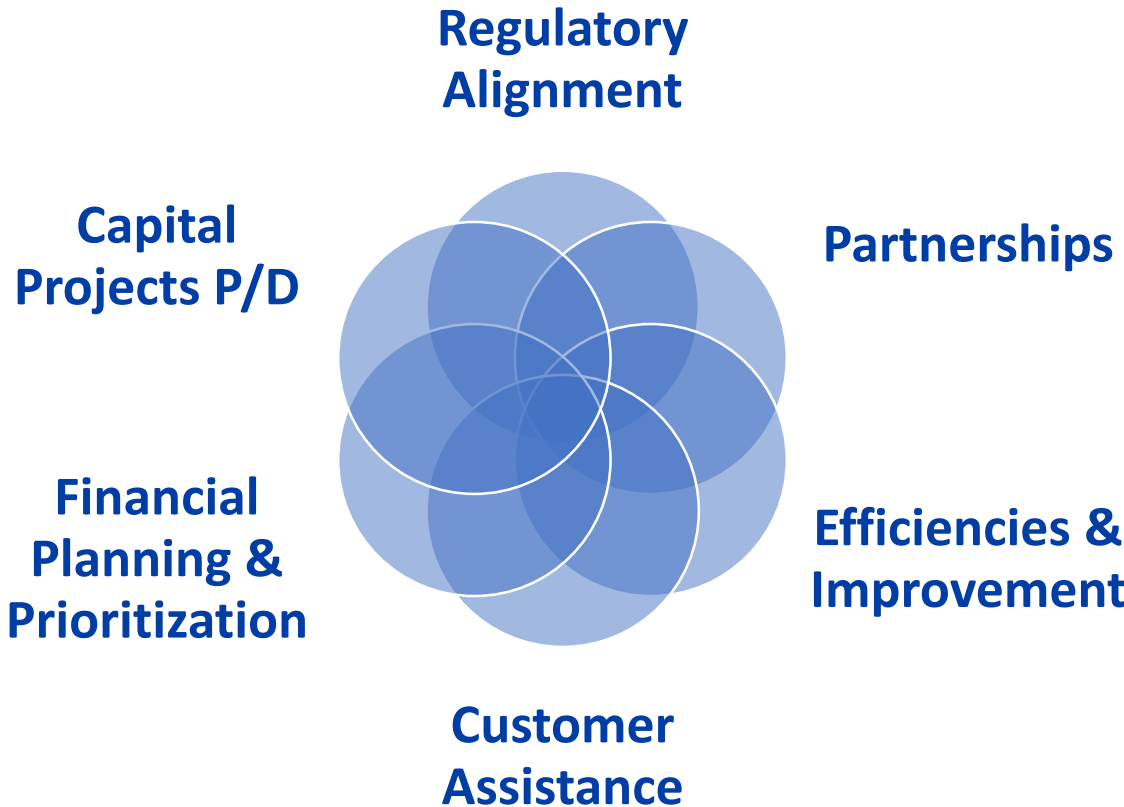 Regulatory
Alignment
Capital
Projects P/D
Partnerships
Financial
Planning &
Prioritization
Efficiencies &
Improvement
Customer
Assistance